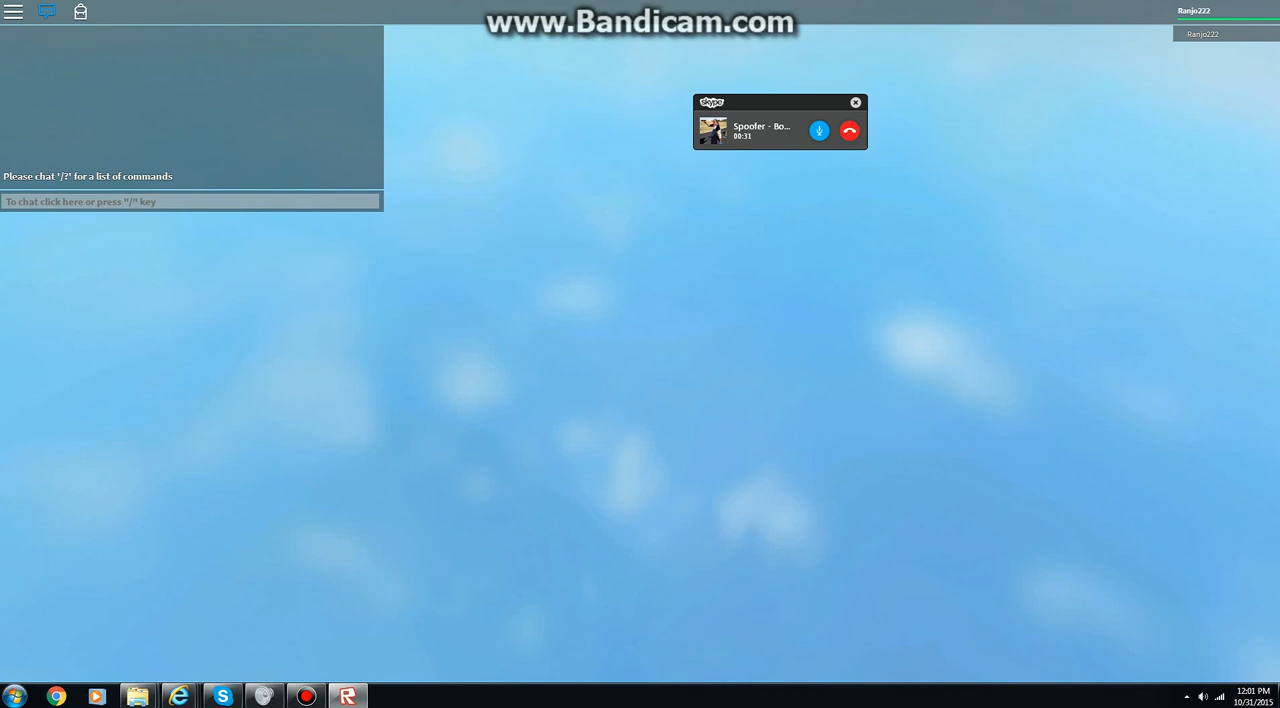 www.Bandicam.com
Ranjo222
Ranjo222
skype
Spoofer - Bo...
00:31
Please chat '/?' for a list of commands
To chat click here or press "/" key
12:01 PM
10/31/2015